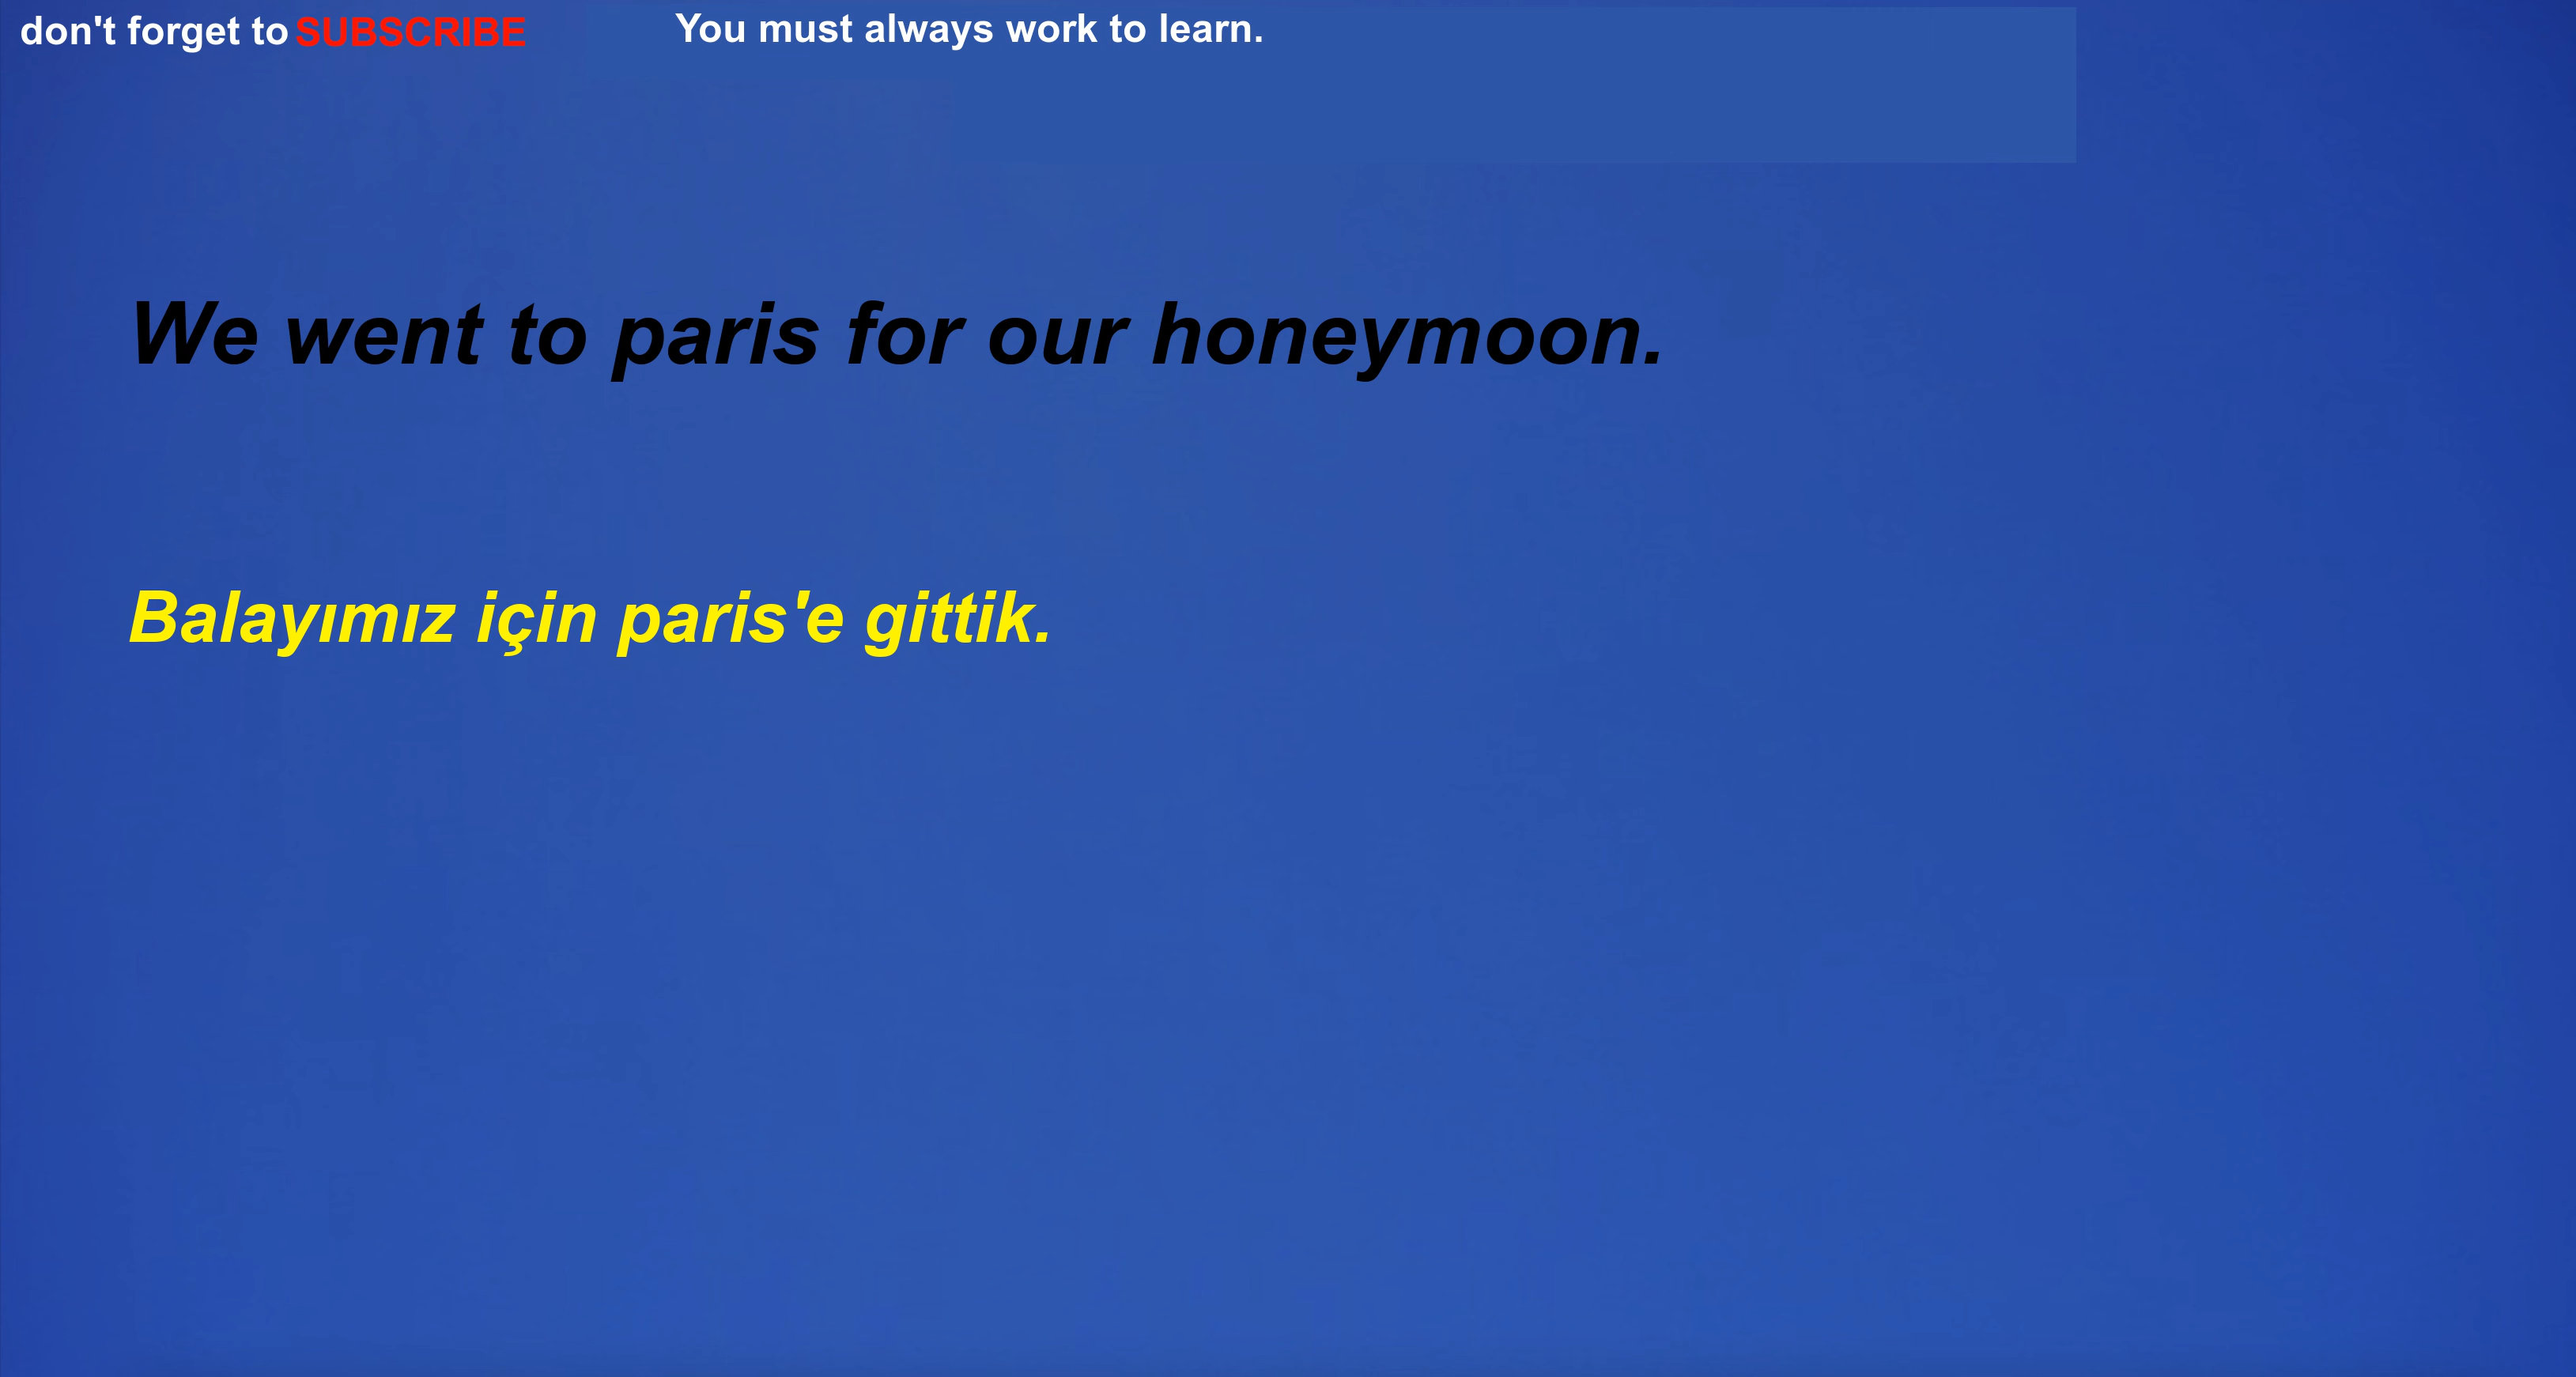 don't forget to SUBSCRIBE You must always work to learn.
We went to paris for our honeymoon.
Balayımız için paris'e gittik.